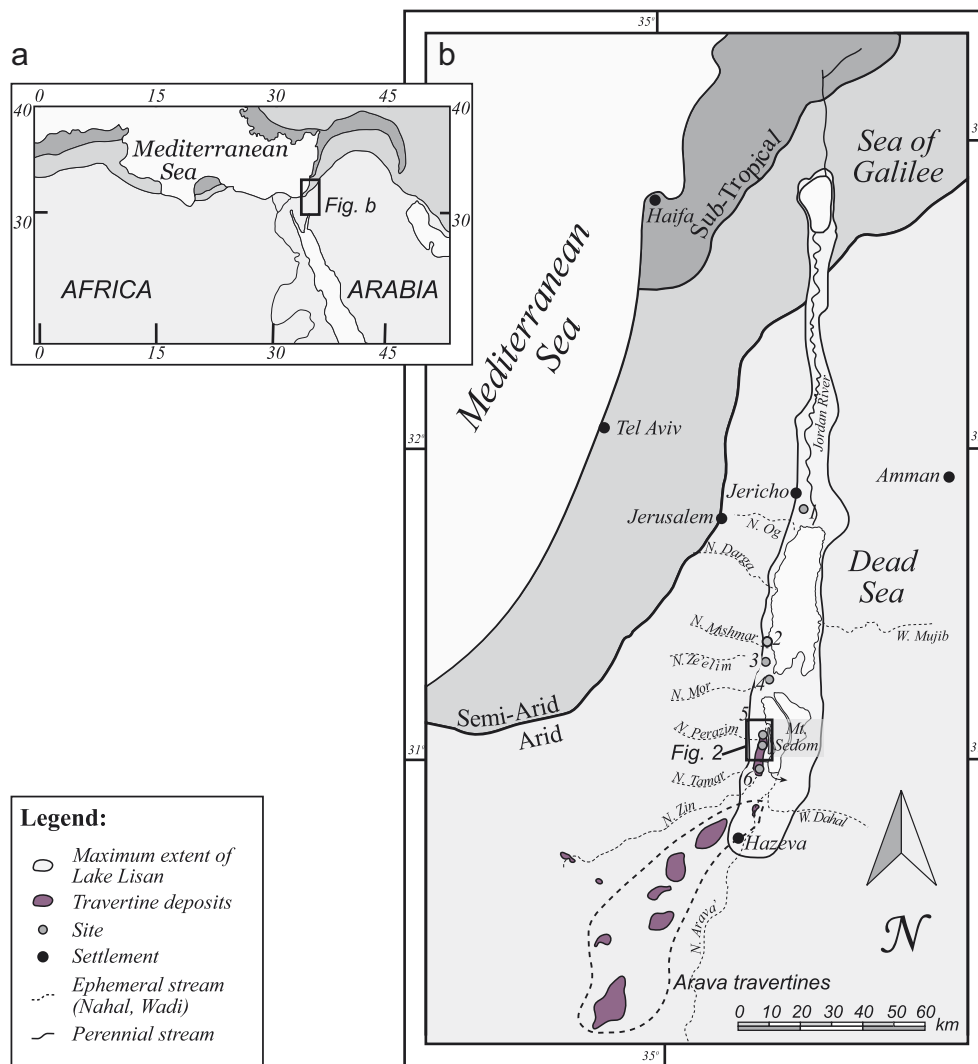 a
0 15 30 45
40 40
Mediterranean
Sea
Fig. b
30 30
AFRICA
ARABIA
0 15 30 45
b
35°
Sea of
Galilee
Sub-Tropical
Haifa
Mediterranean
Sea
Jordan River
Tel Aviv
32°
Amman
Jericho
1
Jerusalem
N. Og
N. Darga
Dead
Sea
N. Mishmar
2
W. Mujib
N. Ze'elim
3
N. Mor
4
Semi-Arid
Arid
5
N. Perazim
Mt.
Sedom
Fig. 2
31°
N. Tamar
6
N. Zin
W. Dahal
Hazeva
N. Arava'
N
Arava travertines
0 10 20 30 40 50 60
km
35°
Legend:
Maximum extent of
Lake Lisan
Travertine deposits
Site
Settlement
Ephemeral stream
(Nahal, Wadi)
Perennial stream